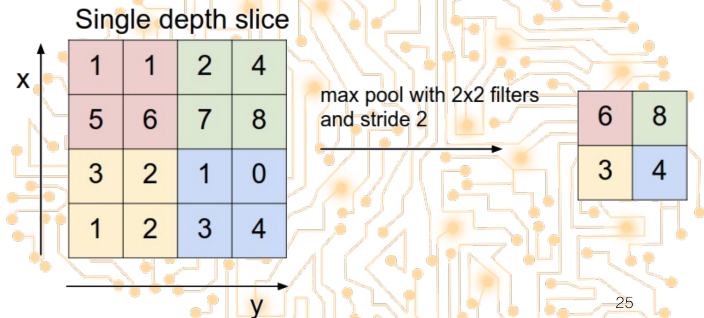 Single depth slice
x
1 1 2 4
5 6 7 8
3 2 1 0
1 2 3 4
y
max pool with 2x2 filters
and stride 2
6 8
3 4
25